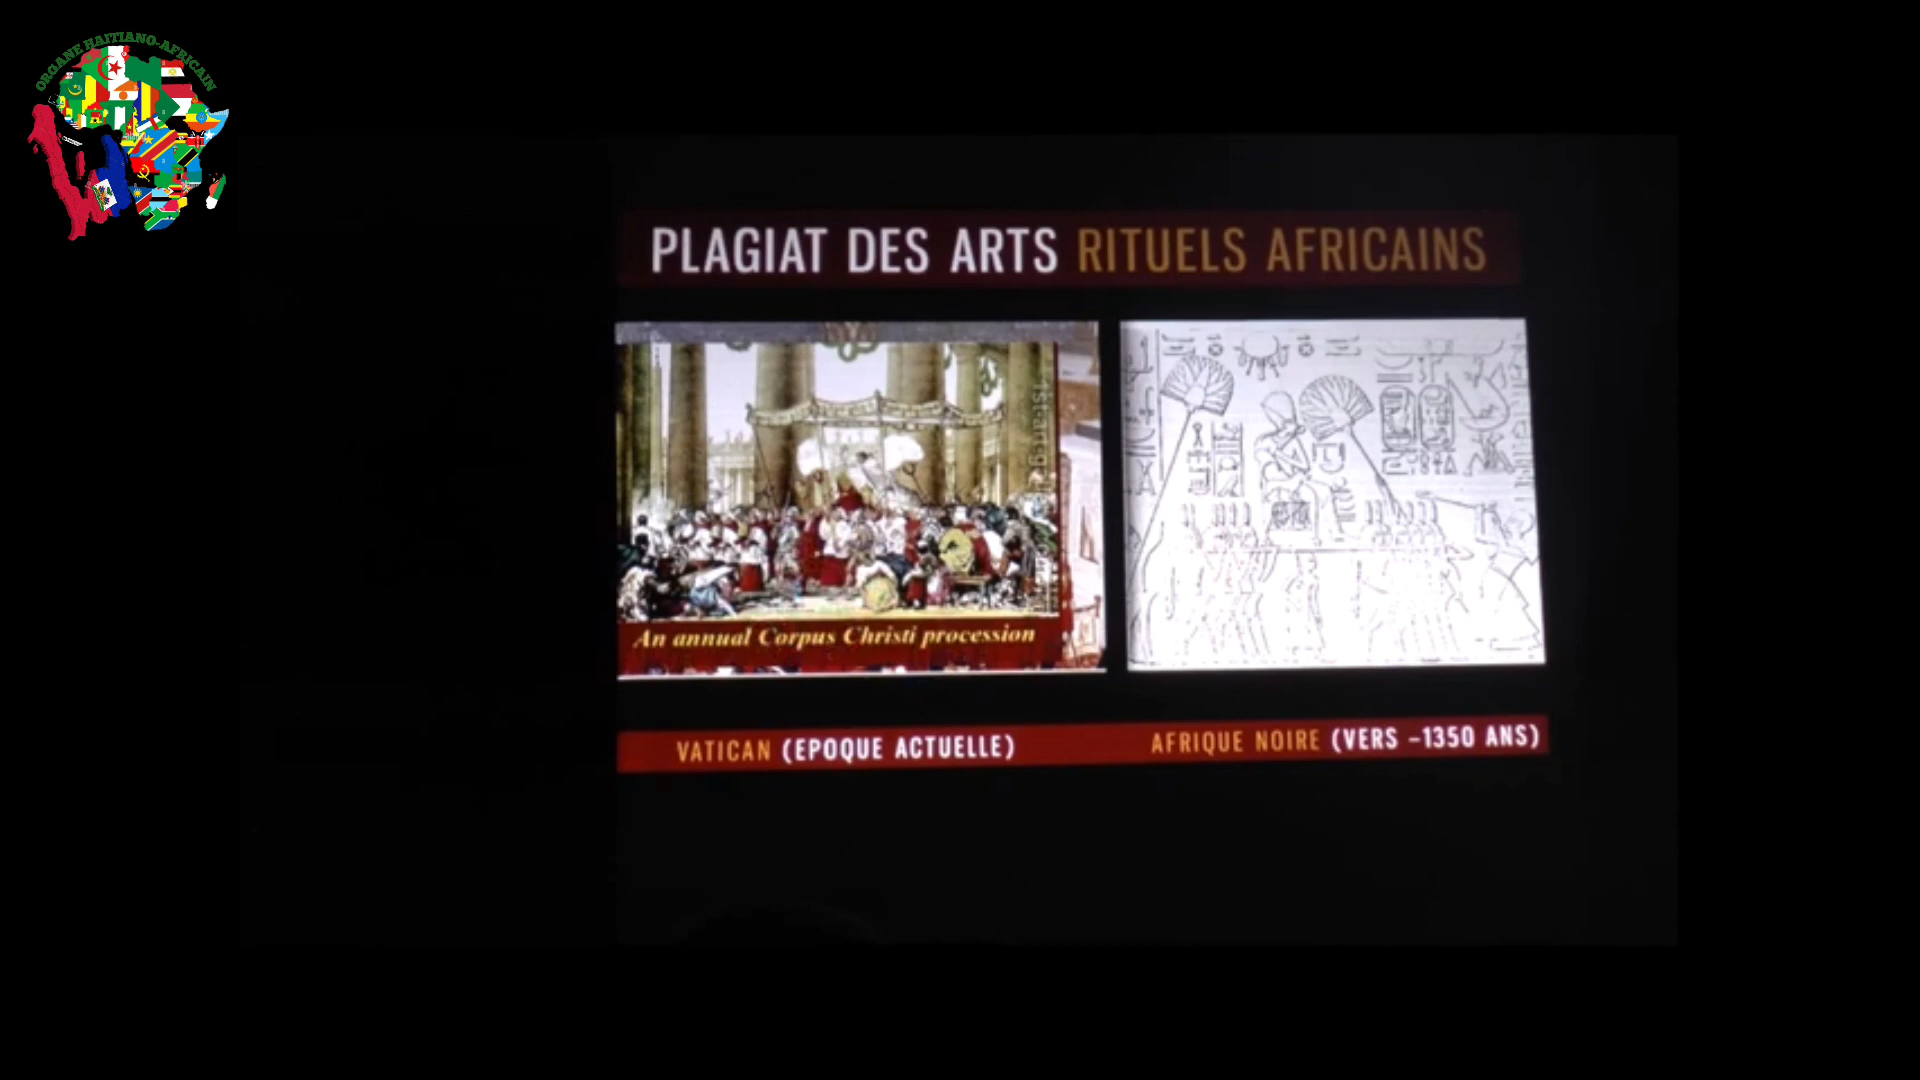 ORGANE HAITIANO-AFRICAIN
PLAGIAT DES ARTS RITUELS AFRICAINS
An annual Corpus Christi procession
VATICAN (EPOQUE ACTUELLE)
AFRIQUE NOIRE (VERS -1350 ANS)